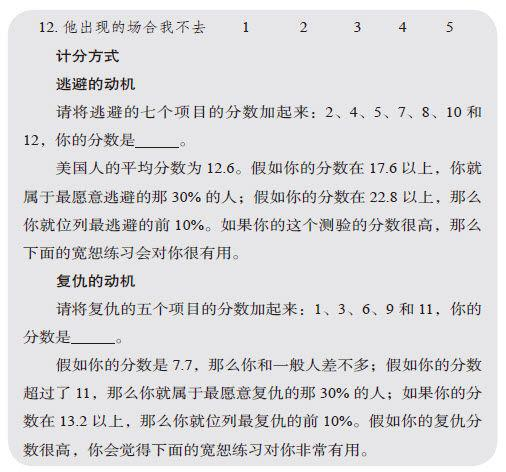 12. 他出现的场合我不去 1 2 3 4 5
计分方式
逃避的动机
请将逃避的七个项目的分数加起来：2、4、5、7、8、10 和
12，你的分数是______。
美国人的平均分数为 12.6。假如你的分数在 17.6 以上，你就
属于最愿意逃避的那 30% 的人；假如你的分数在 22.8 以上，那么
你就位列最逃避的前 10%。如果你的这个测验的分数很高，那么
下面的宽恕练习会对你很有用。
复仇的动机
请将复仇的五个项目的分数加起来：1、3、6、9 和 11，你的
分数是______。
假如你的分数是 7.7，那么你和一般人差不多；假如你的分数
超过了 11，那么你就属于最愿意复仇的那 30% 的人；如果你的分
数在 13.2 以上，那么你就位列最复仇的前 10%。假如你的复仇分
数很高，你会觉得下面的宽恕练习对你非常有用。